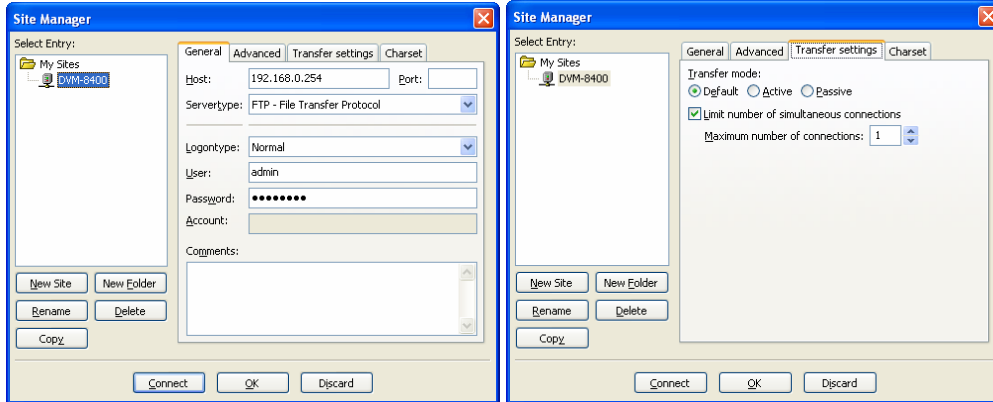 Site Manager
Select Entry:
My Sites
DVM-8400
New Site
New Folder
Rename
Delete
Copy
General
Advanced
Transfer settings
Charset
Host:
192.168.0.254
Port:
Servertype:
FTP - File Transfer Protocol
Logontype:
Normal
User:
admin
Password:
●●●●●●●●
Account:
Comments:
Connect
OK
Discard
Site Manager
Select Entry:
My Sites
DVM-8400
New Site
New Folder
Rename
Delete
Copy
General
Advanced
Transfer settings
Charset
Transfer mode:
Default
Active
Passive
Limit number of simultaneous connections
Maximum number of connections:
1
Connect
OK
Discard